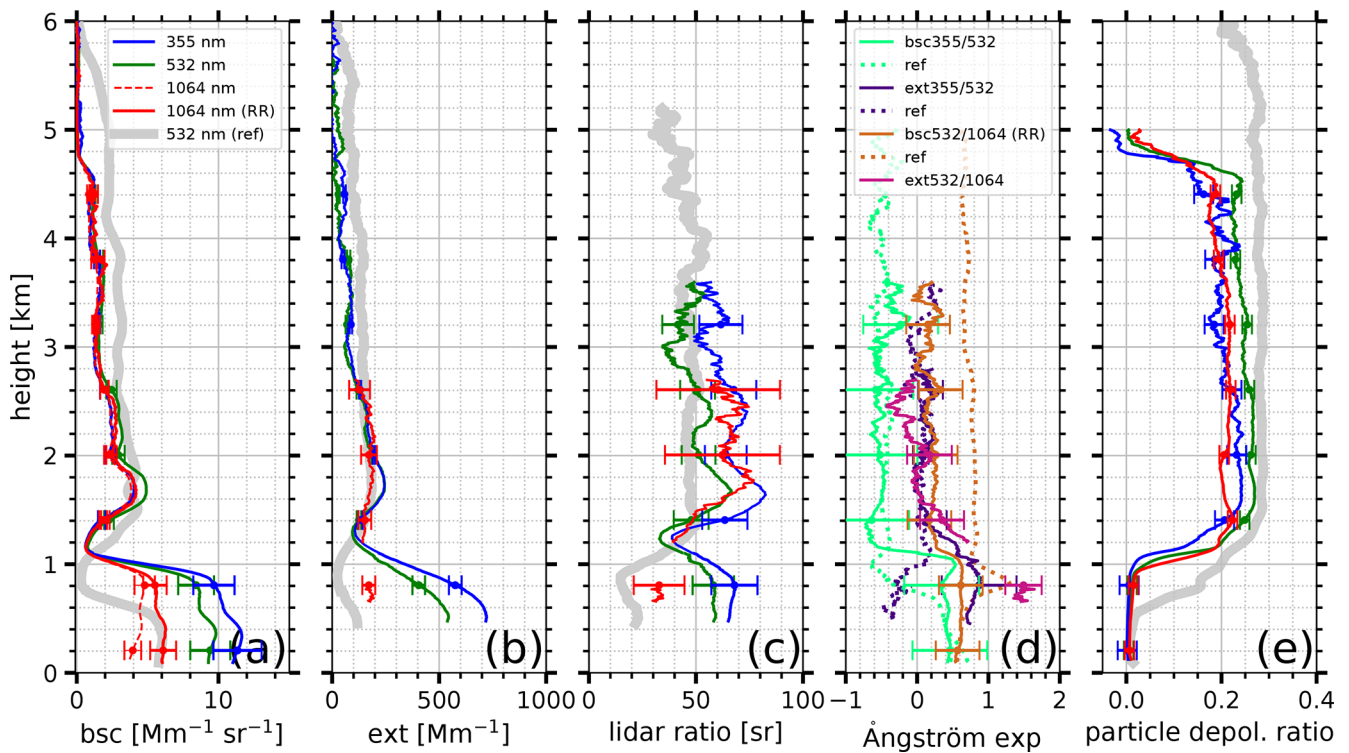 6
5
4
3
2
1
0
height [km]
355 nm
532 nm
1064 nm
1064 nm (RR)
532 nm (ref)
(a)
0
10
bsc [Mm⁻¹ sr⁻¹]
(b)
0
500
1000
ext [Mm⁻¹]
(c)
0
50
100
lidar ratio [sr]
bsc355/532
ref
ext355/532
ref
bsc532/1064 (RR)
ref
ext532/1064
(d)
−1
0
1
2
Ångström exp
(e)
0.0
0.2
0.4
particle depol. ratio